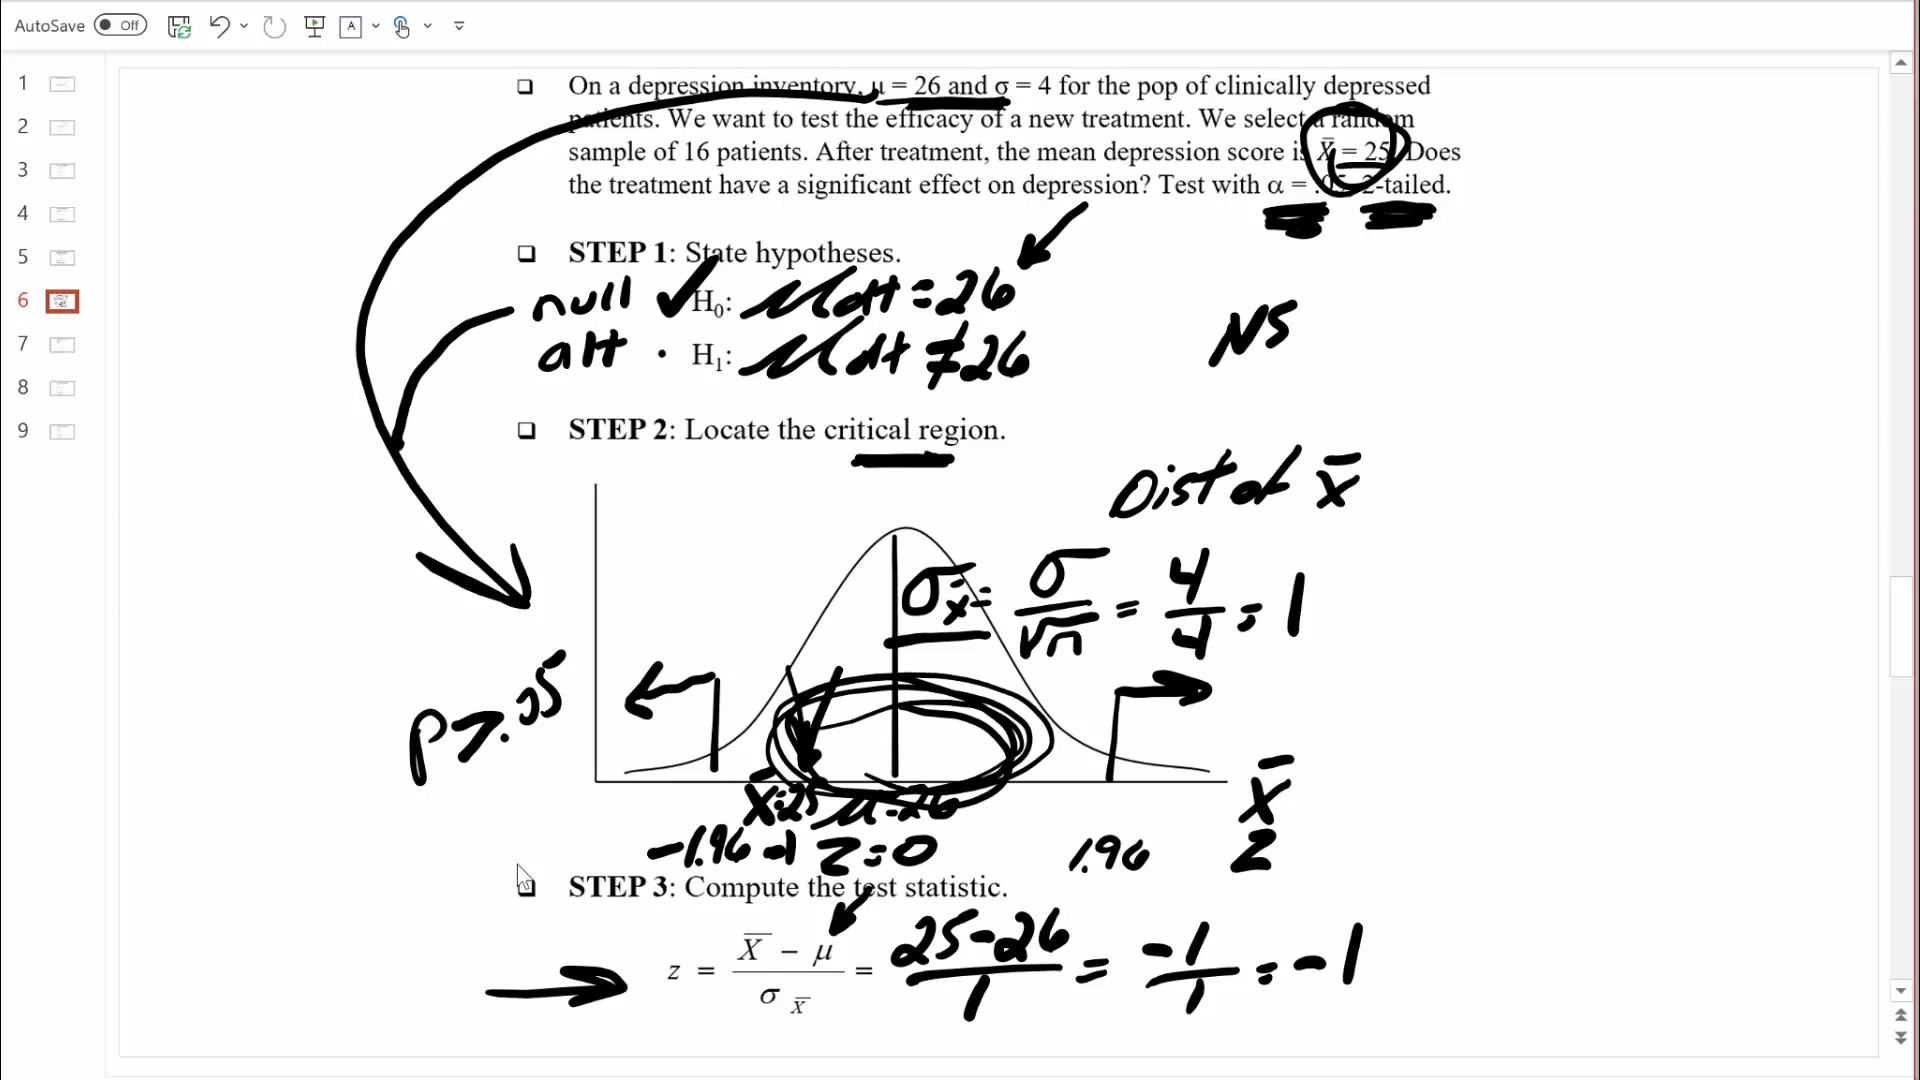 AutoSave Off
A
1
2
3
4
5
6
7
8
9
On a depression inventory, μ = 26 and σ = 4 for the pop of clinically depressed
patients. We want to test the efficacy of a new treatment. We select a random
sample of 16 patients. After treatment, the mean depression score is X̄ = 25. Does
the treatment have a significant effect on depression? Test with α = .05, 2-tailed.
STEP 1: State hypotheses.
null ✓ H₀: μdt = 26
NS
alt • H₁: μdt ≠ 26
STEP 2: Locate the critical region.
Dist of x̄
σx̄ = σ/√n = 4/4 = 1
p > .05
x̄=25 μ=26 x̄
-1.96 -1 z=0 1.96 z
STEP 3: Compute the test statistic.
z = (X̄ − μ)/σX̄ = (25-26)/1 = -1/1 = -1